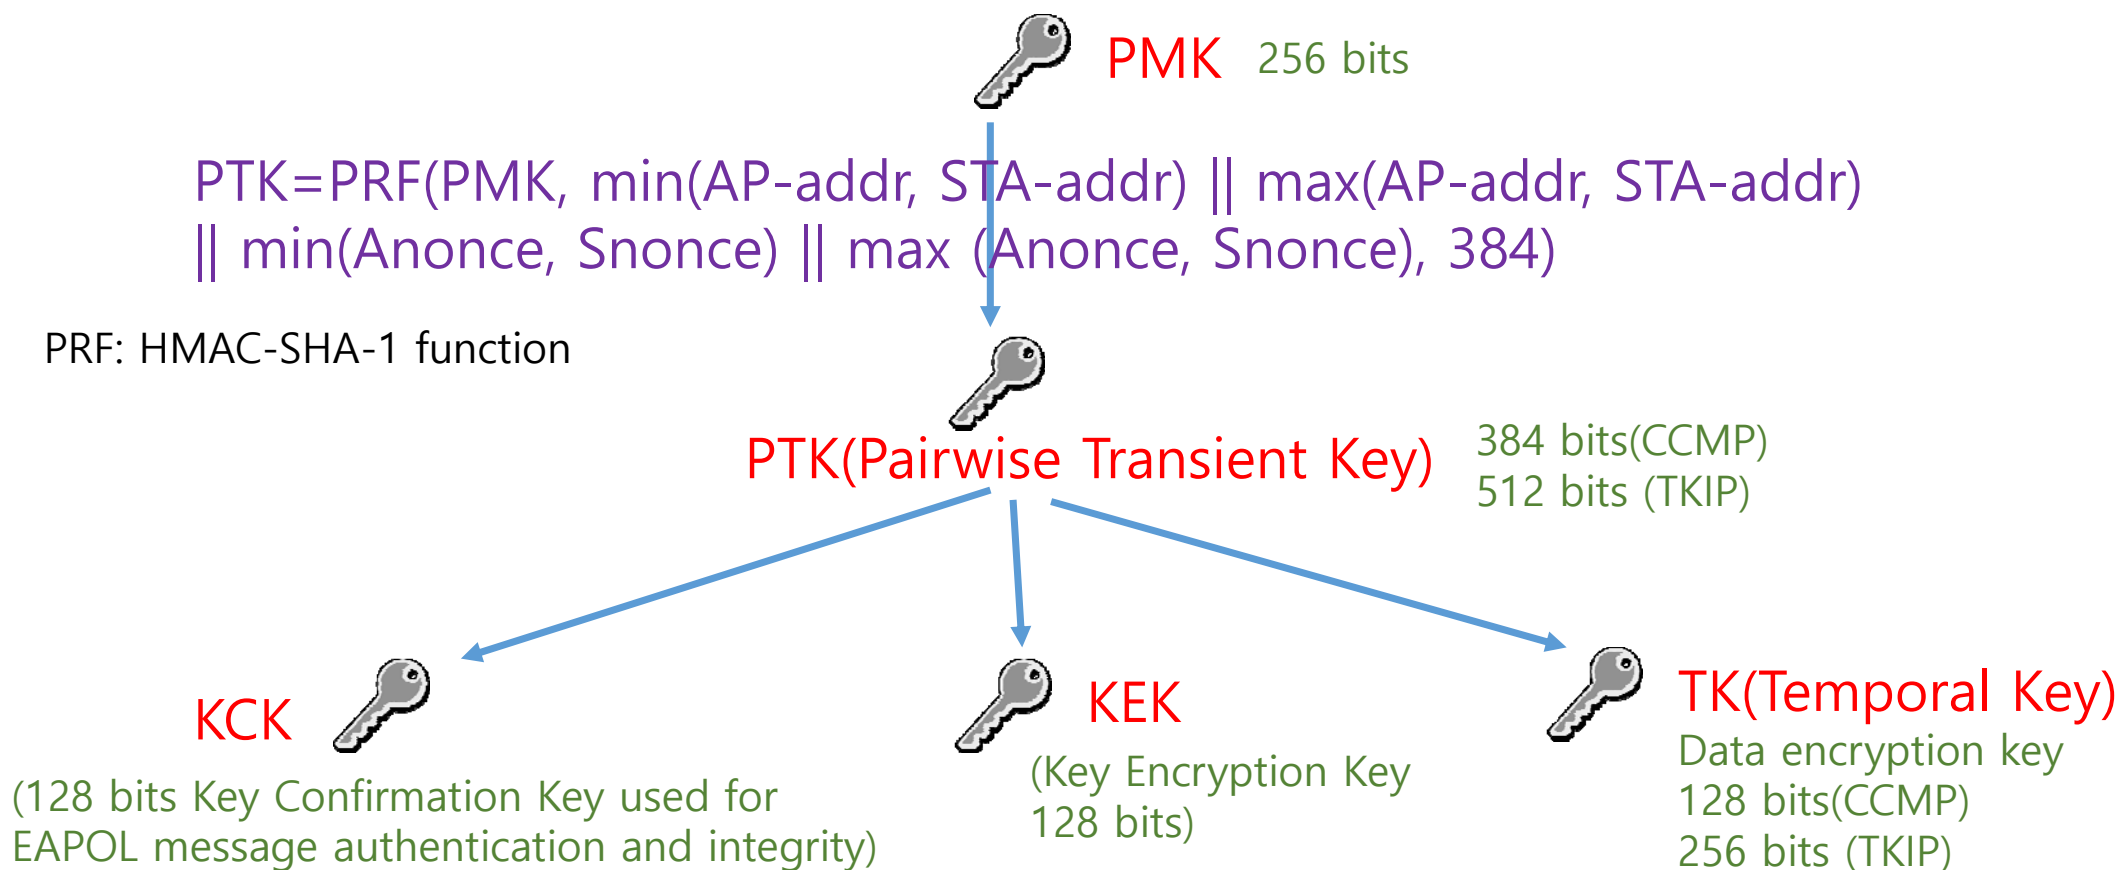 PMK 256 bits
PTK=PRF(PMK, min(AP-addr, STA-addr) || max(AP-addr, STA-addr)
|| min(Anonce, Snonce) || max (Anonce, Snonce), 384)
PRF: HMAC-SHA-1 function
PTK(Pairwise Transient Key)
384 bits(CCMP)
512 bits (TKIP)
KCK
(128 bits Key Confirmation Key used for
EAPOL message authentication and integrity)
KEK
(Key Encryption Key
128 bits)
TK(Temporal Key)
Data encryption key
128 bits(CCMP)
256 bits (TKIP)